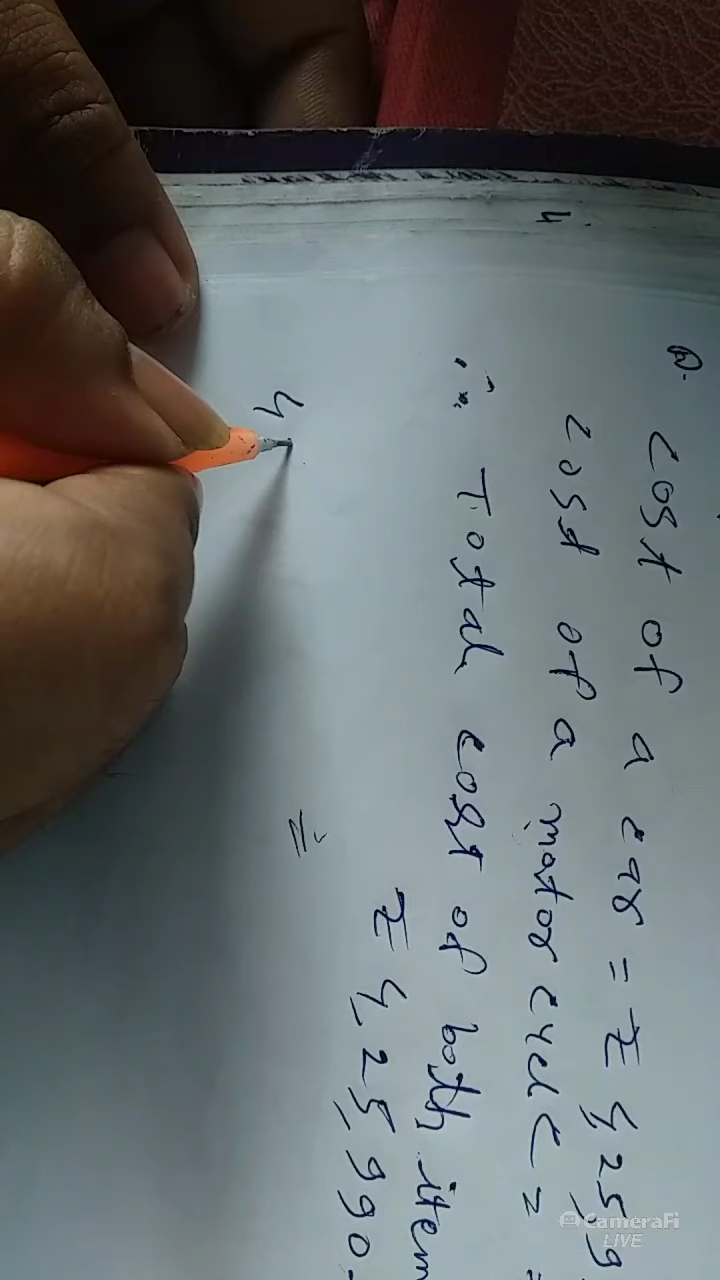 4.
Q. Cost of a car = ₹ 4,25,9
Cost of a motor cycle =
∴ Total cost of both item
₹ 4,25,990
=
4
CameraFi
LIVE